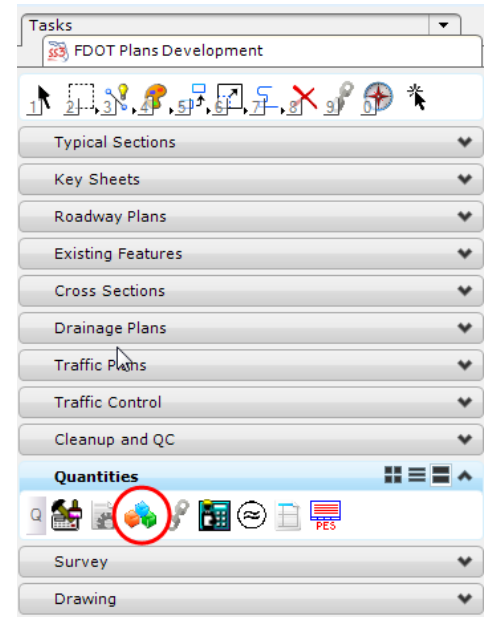 Tasks
ss3 FDOT Plans Development
1 2 3 4 5 6 7 8 9 0
Typical Sections
Key Sheets
Roadway Plans
Existing Features
Cross Sections
Drainage Plans
Traffic Plans
Traffic Control
Cleanup and QC
Quantities
Q PES
Survey
Drawing